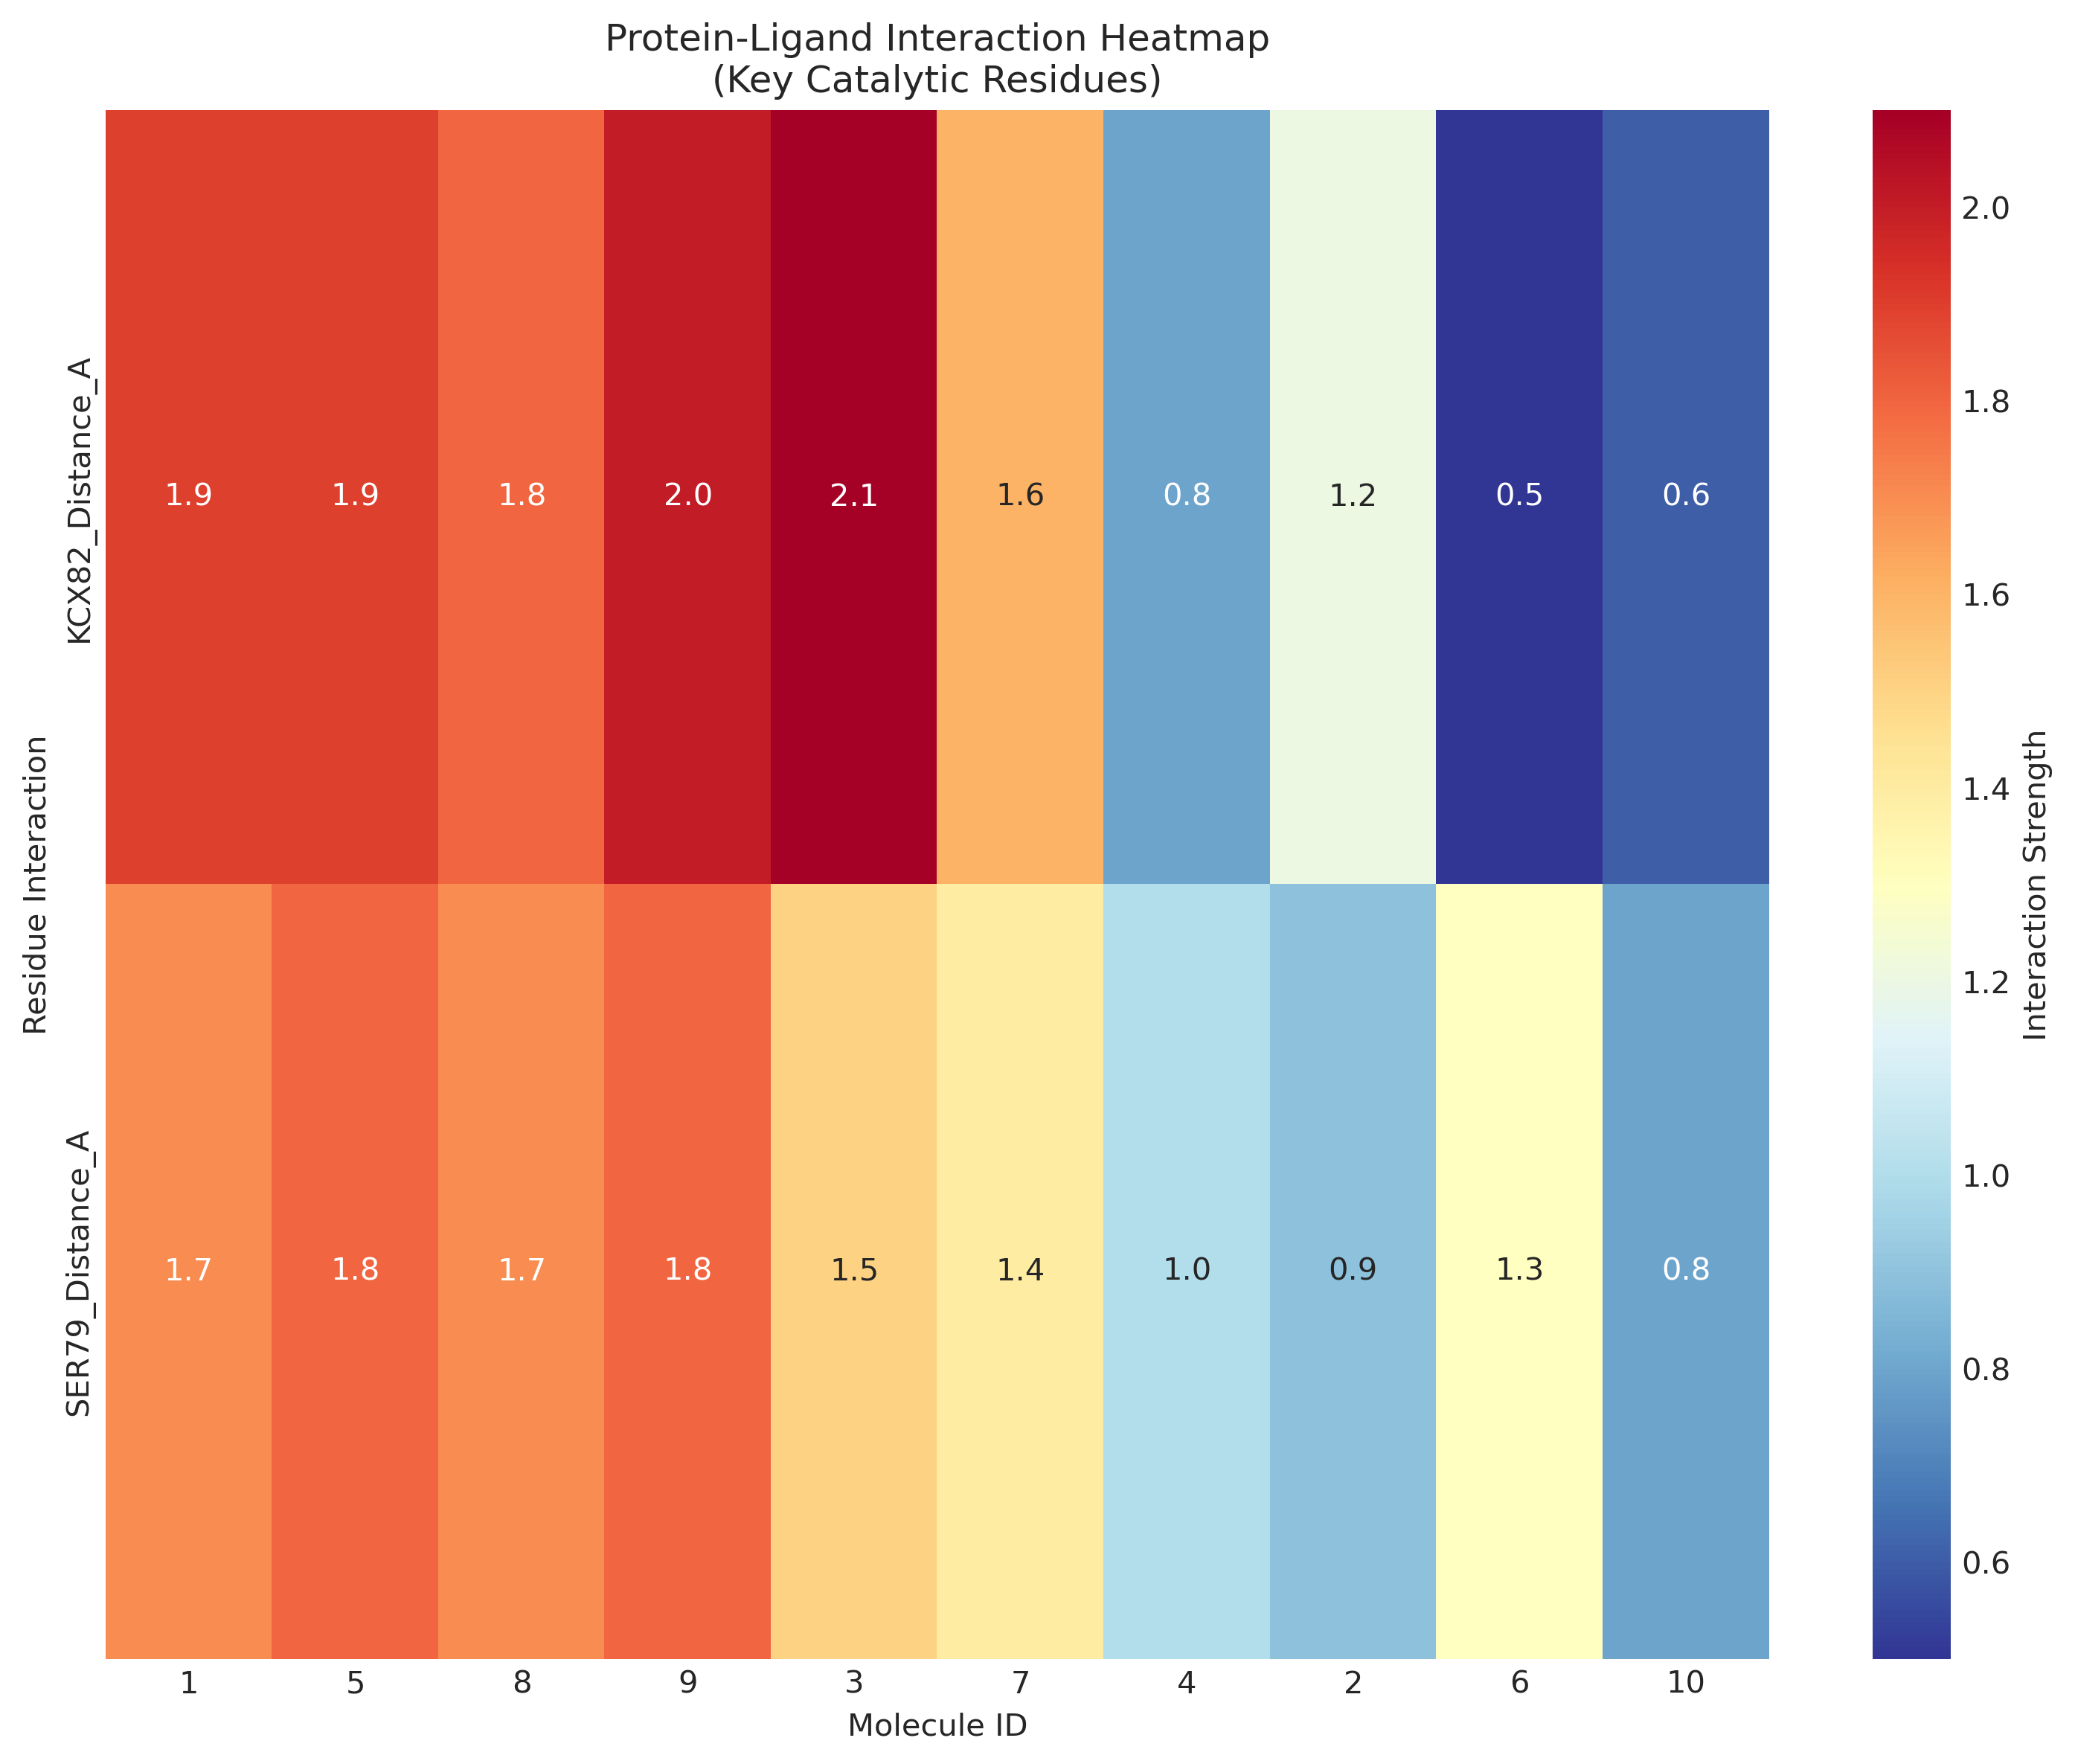 Protein-Ligand Interaction Heatmap
(Key Catalytic Residues)
Residue Interaction
KCX82_Distance_A
1.9 1.9 1.8 2.0 2.1 1.6 0.8 1.2 0.5 0.6
SER79_Distance_A
1.7 1.8 1.7 1.8 1.5 1.4 1.0 0.9 1.3 0.8
1 5 8 9 3 7 4 2 6 10
Molecule ID
2.0
1.8
1.6
1.4
1.2
1.0
0.8
0.6
Interaction Strength